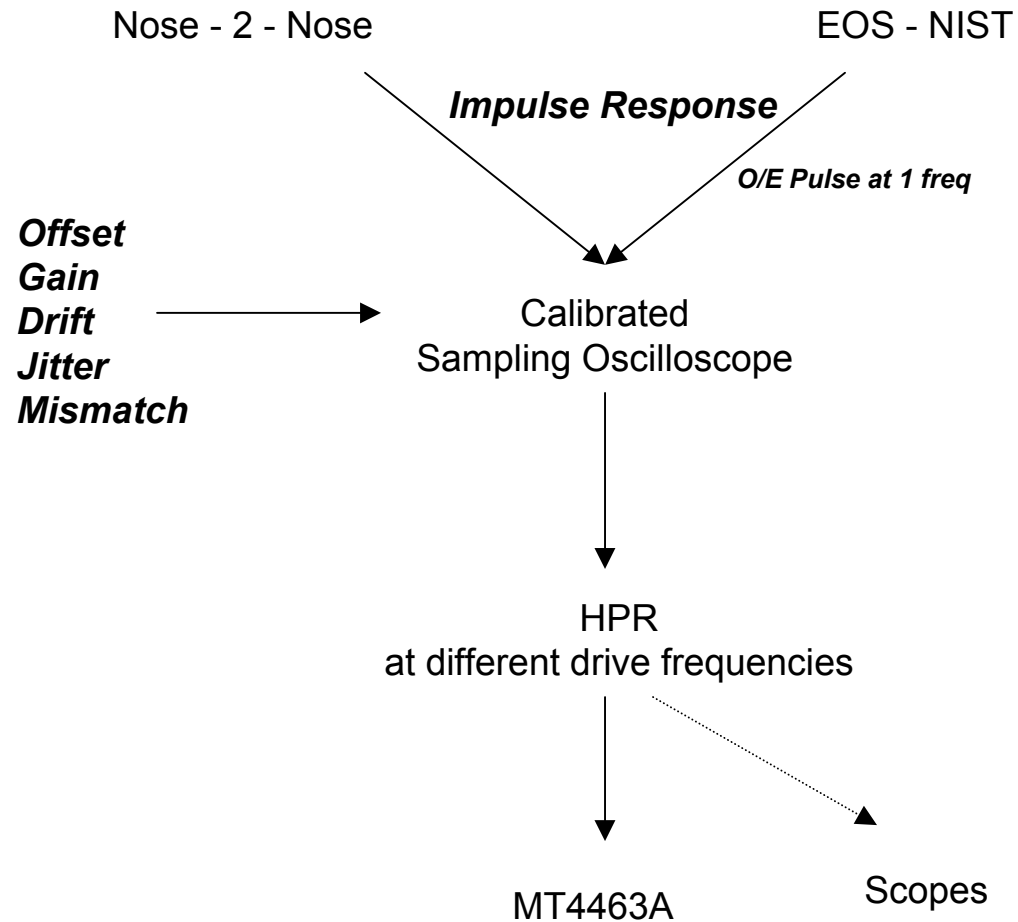 Nose - 2 - Nose
EOS - NIST
Impulse Response
O/E Pulse at 1 freq
Offset
Gain
Drift
Jitter
Mismatch
Calibrated
Sampling Oscilloscope
HPR
at different drive frequencies
MT4463A
Scopes